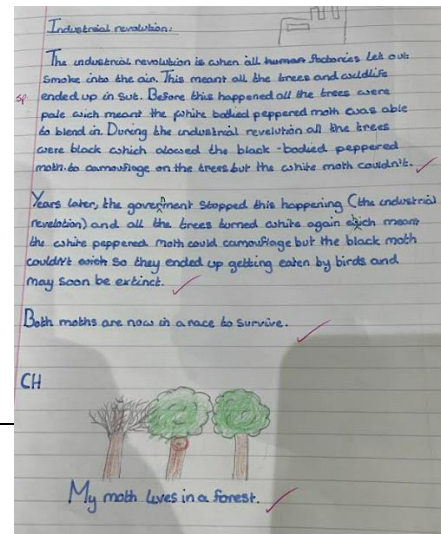 Industrial revolution:
The industrial revolution is when all human factories let out
smoke into the air. This meant all the trees and wildlife
sp ended up in sut. Before this happened all the trees were
pale wich meant the white bodied peppered moth was able
to blend in. During the industrial revelution all the trees
were black which alowed the black-bodied peppered
moth to camouflage on the trees but the white moth couldn't.
Years later, the government stopped this happening (the industrial
revelation) and all the trees turned white again which meant
the white peppered moth could camouflage but the black moth
couldn't wich so they ended up getting eaten by birds and
may soon be extinct.
Both moths are now in a race to survive.
CH
My moth lives in a forest.